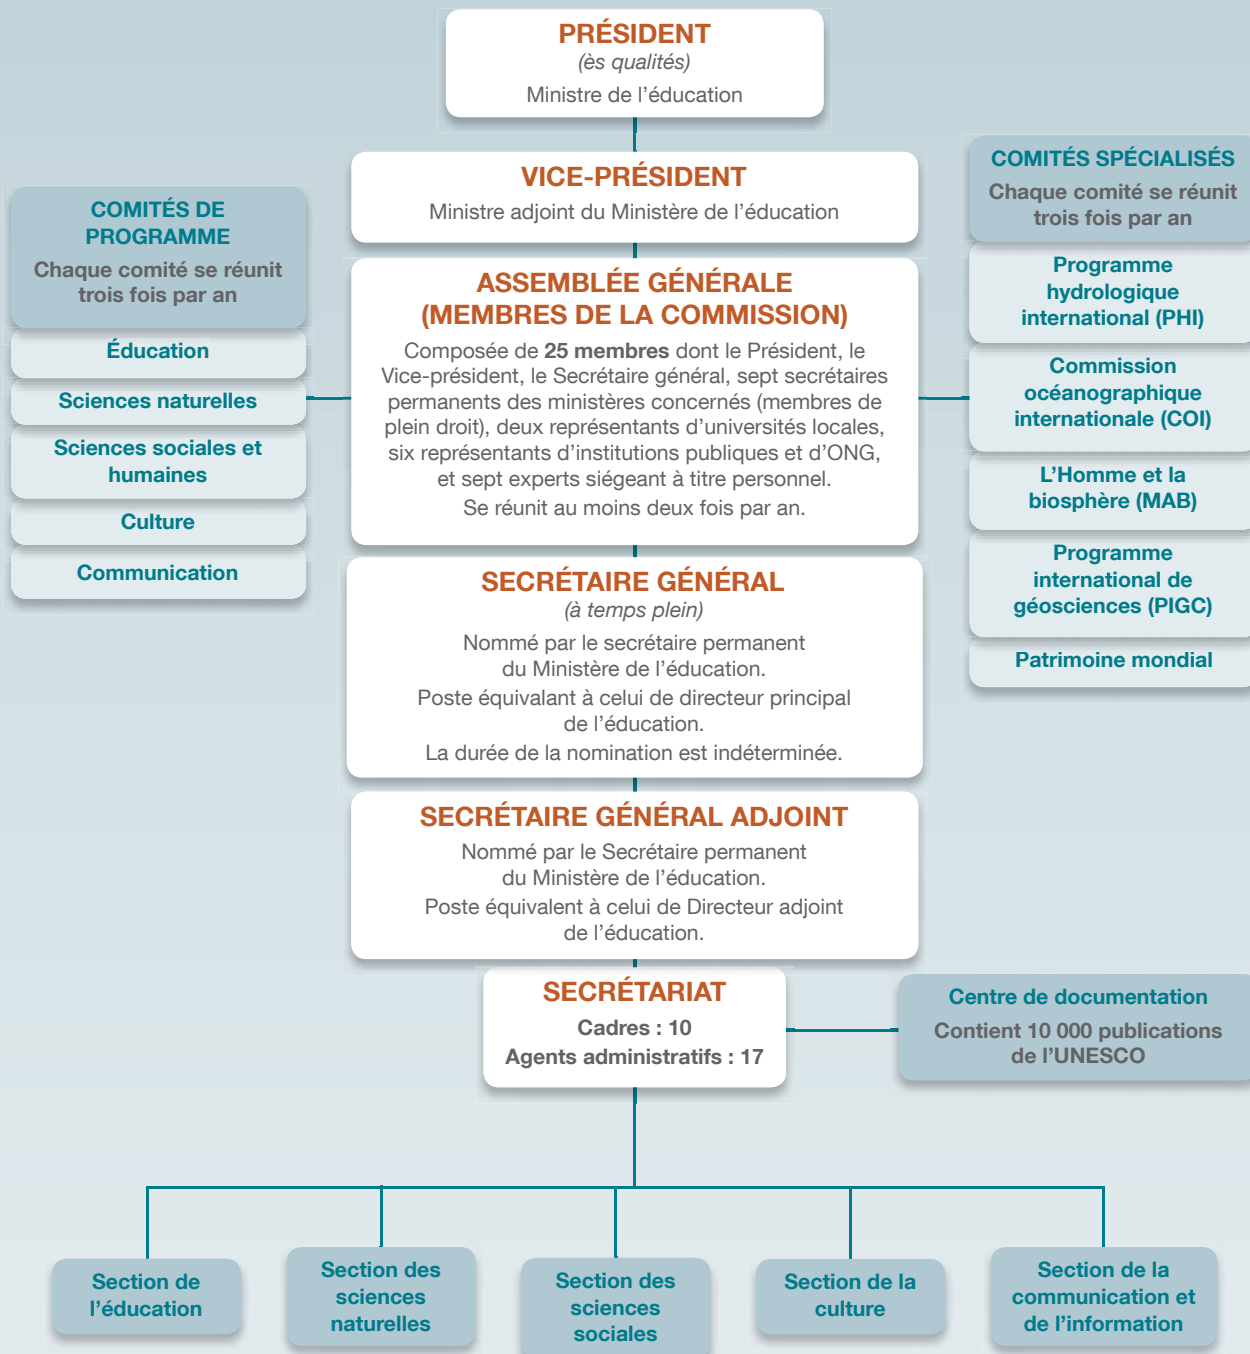 PRÉSIDENT
(ès qualités)
Ministre de l’éducation
VICE-PRÉSIDENT
Ministre adjoint du Ministère de l’éducation
COMITÉS DE
PROGRAMME
Chaque comité se réunit
trois fois par an
Éducation
Sciences naturelles
Sciences sociales et
humaines
Culture
Communication
ASSEMBLÉE GÉNÉRALE
(MEMBRES DE LA COMMISSION)
Composée de 25 membres dont le Président, le
Vice-président, le Secrétaire général, sept secrétaires
permanents des ministères concernés (membres de
plein droit), deux représentants d’universités locales,
six représentants d’institutions publiques et d’ONG,
et sept experts siégeant à titre personnel.
Se réunit au moins deux fois par an.
COMITÉS SPÉCIALISÉS
Chaque comité se réunit
trois fois par an
Programme
hydrologique
international (PHI)
Commission
océanographique
internationale (COI)
L’Homme et la
biosphère (MAB)
Programme
international de
géosciences (PIGC)
Patrimoine mondial
SECRÉTAIRE GÉNÉRAL
(à temps plein)
Nommé par le secrétaire permanent
du Ministère de l’éducation.
Poste équivalant à celui de directeur principal
de l’éducation.
La durée de la nomination est indéterminée.
SECRÉTAIRE GÉNÉRAL ADJOINT
Nommé par le Secrétaire permanent
du Ministère de l’éducation.
Poste équivalent à celui de Directeur adjoint
de l’éducation.
SECRÉTARIAT
Cadres : 10
Agents administratifs : 17
Centre de documentation
Contient 10 000 publications
de l’UNESCO
Section de
l’éducation
Section des
sciences
naturelles
Section des
sciences
sociales
Section de la
culture
Section de la
communication et
de l’information